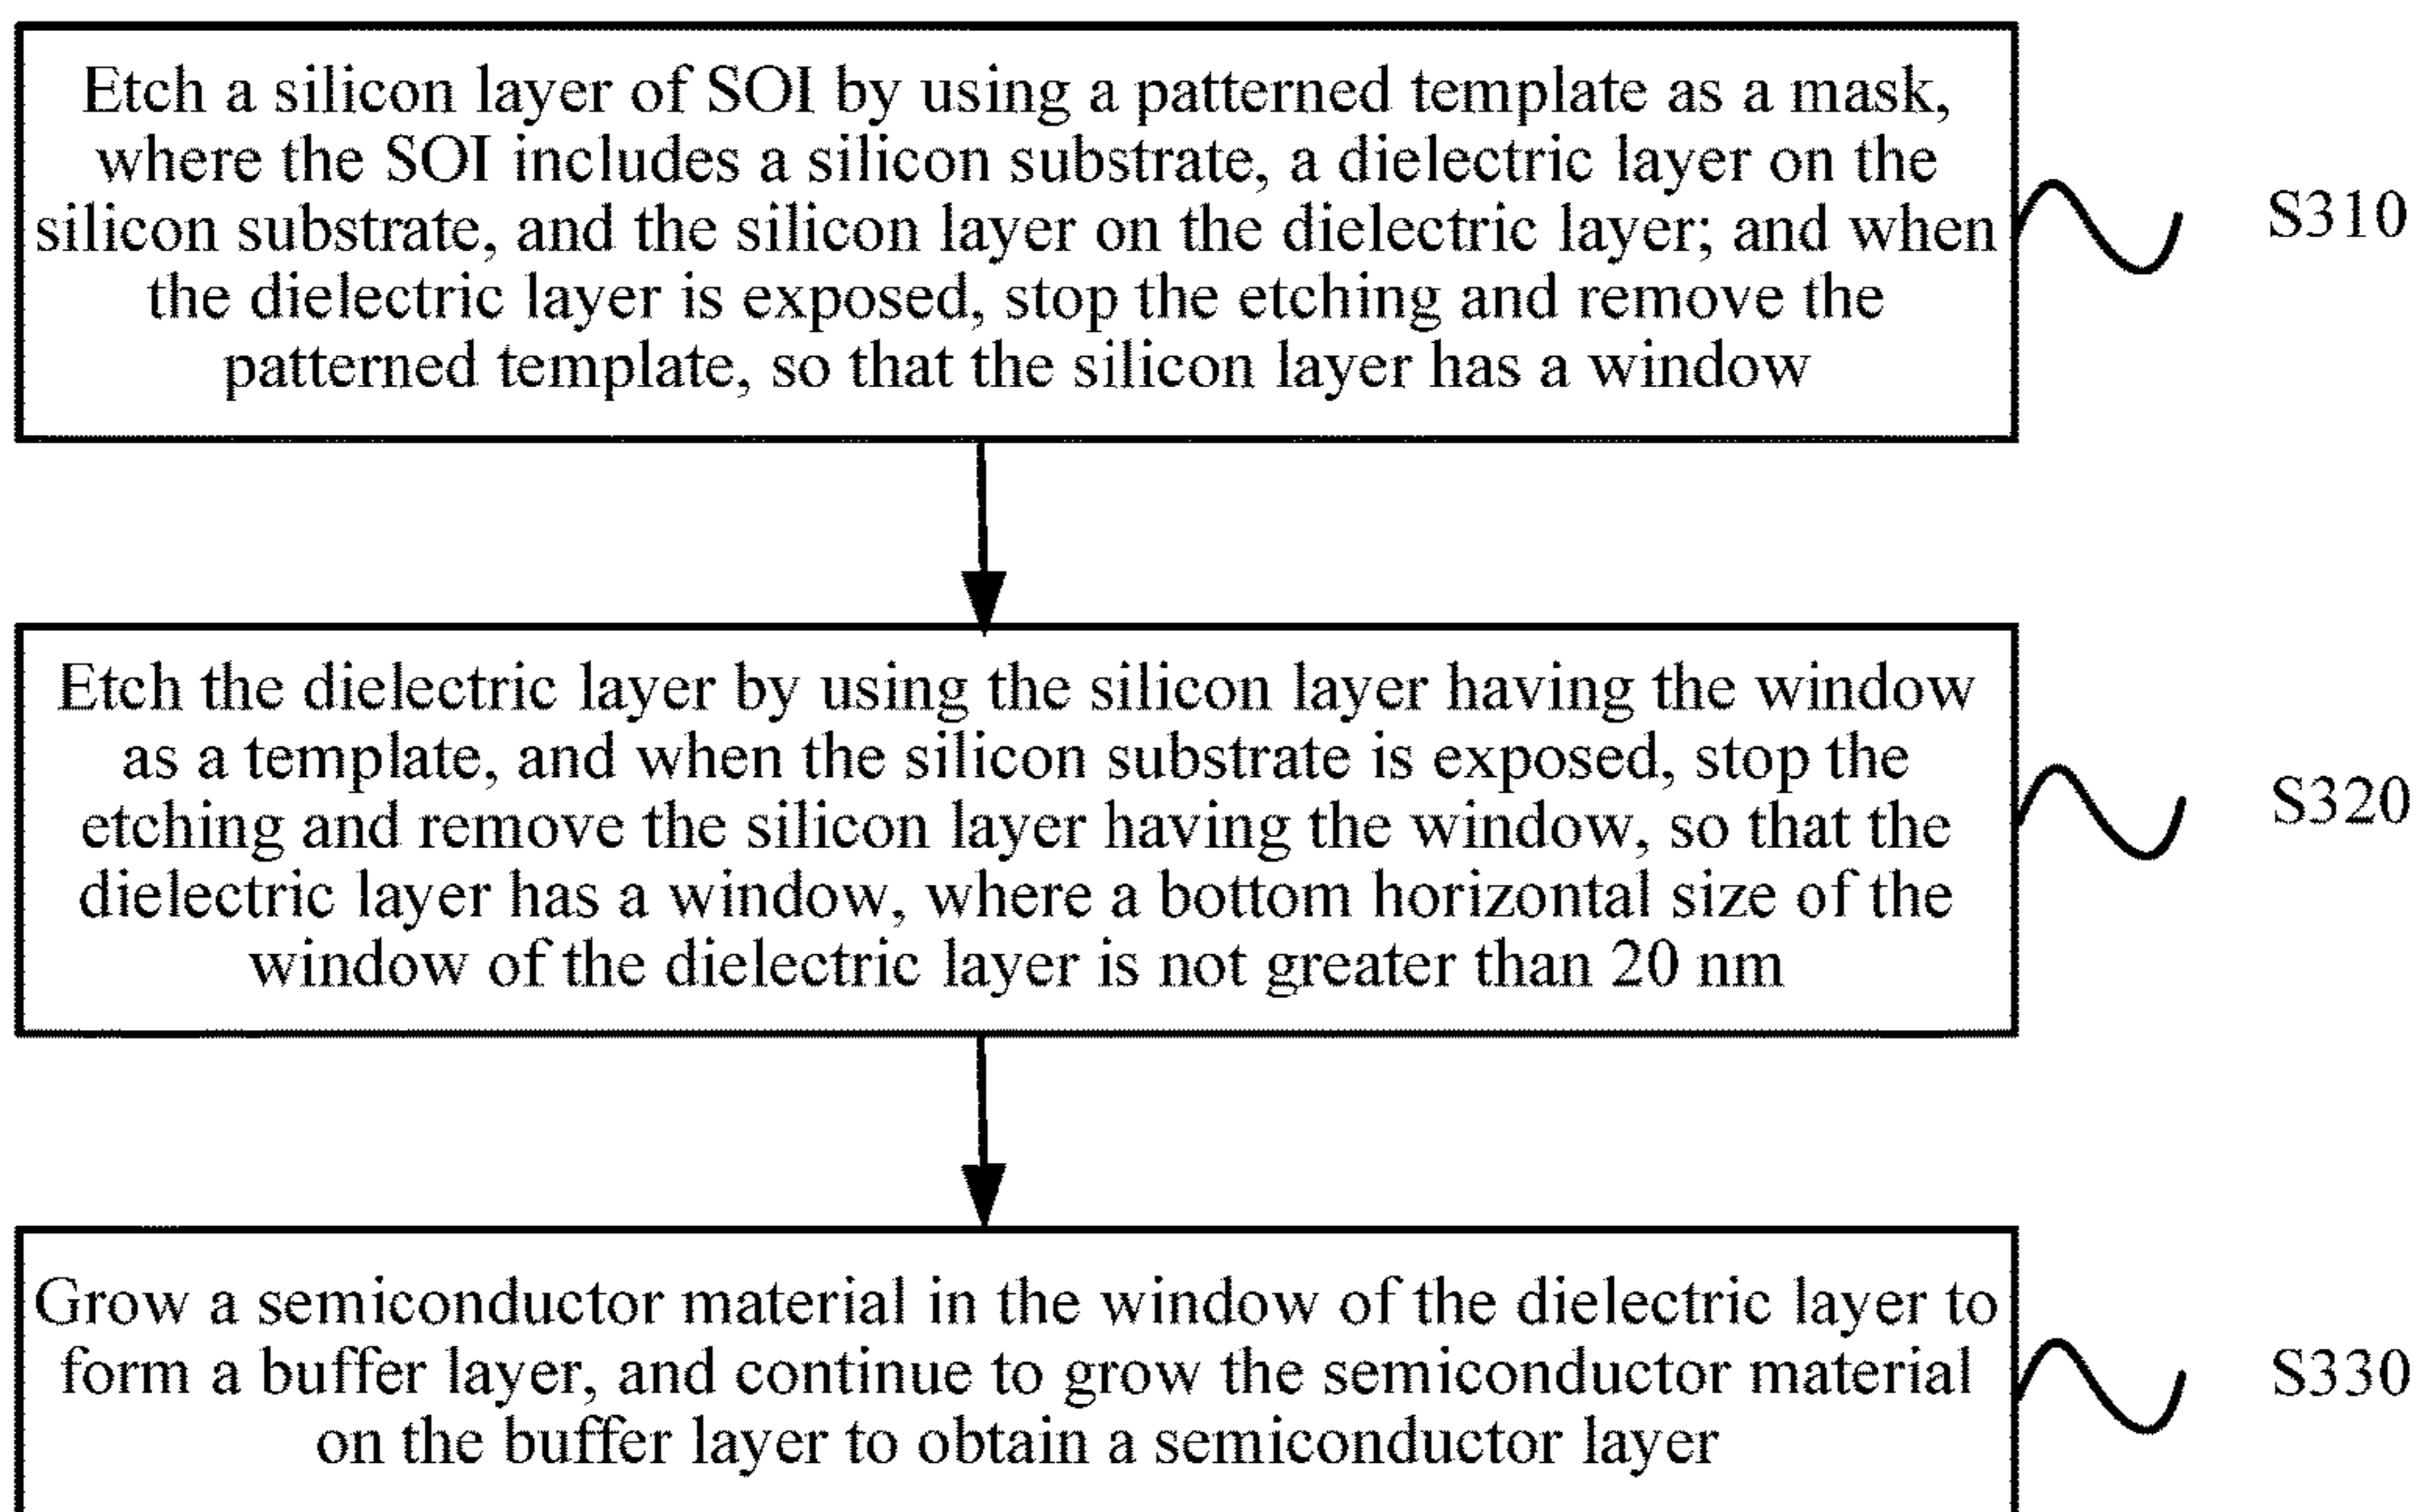 Etch a silicon layer of SOI by using a patterned template as a mask,
where the SOI includes a silicon substrate, a dielectric layer on the
silicon substrate, and the silicon layer on the dielectric layer; and when
the dielectric layer is exposed, stop the etching and remove the
patterned template, so that the silicon layer has a window
S310
Etch the dielectric layer by using the silicon layer having the window
as a template, and when the silicon substrate is exposed, stop the
etching and remove the silicon layer having the window, so that the
dielectric layer has a window, where a bottom horizontal size of the
window of the dielectric layer is not greater than 20 nm
S320
Grow a semiconductor material in the window of the dielectric layer to
form a buffer layer, and continue to grow the semiconductor material
on the buffer layer to obtain a semiconductor layer
S330